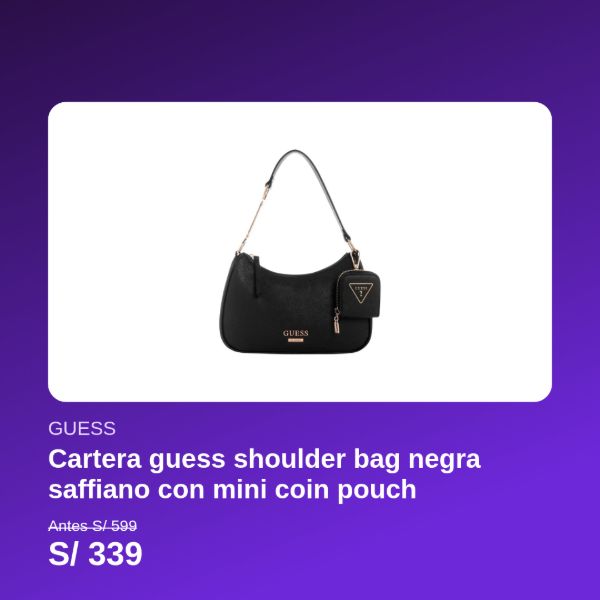 GUESS
GUESS
Cartera guess shoulder bag negra
saffiano con mini coin pouch
Antes S/ 599
S/ 339